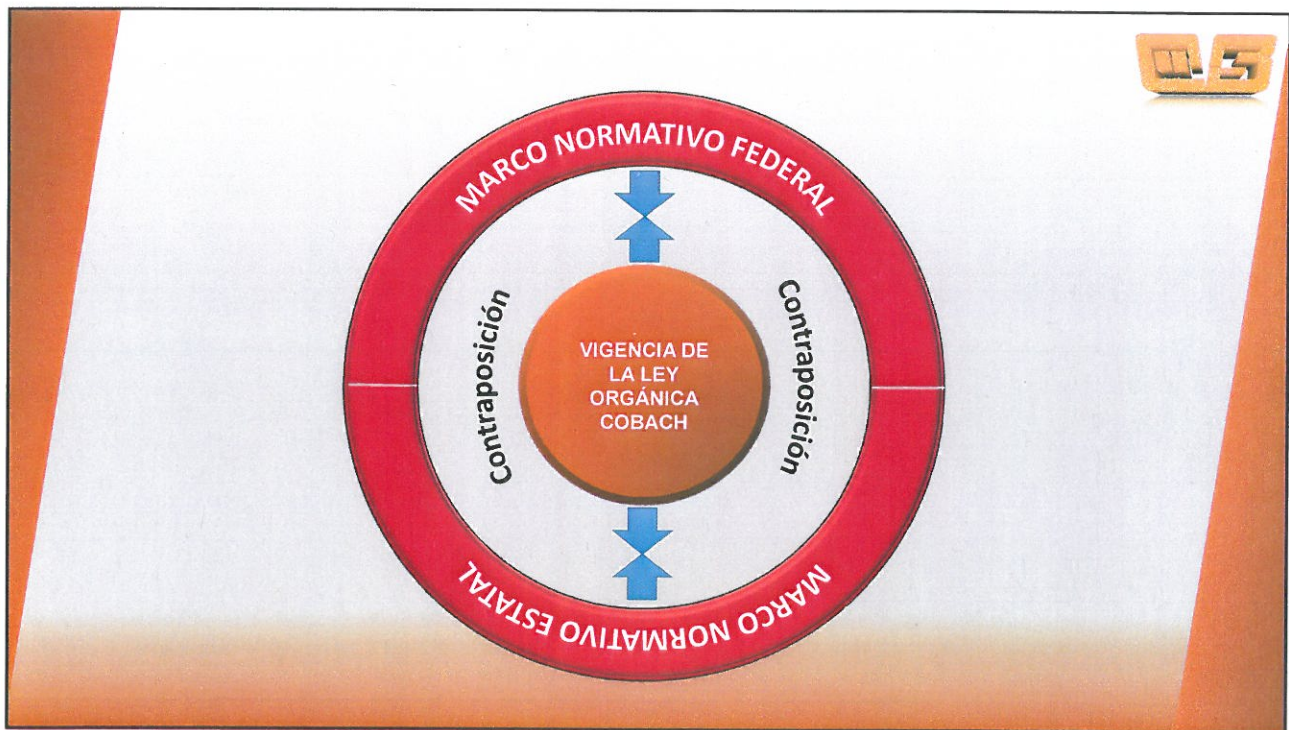 MARCO NORMATIVO FEDERAL
Contraposición
VIGENCIA DE
LA LEY
ORGÁNICA
COBACH
Contraposición
MARCO NORMATIVO ESTATAL